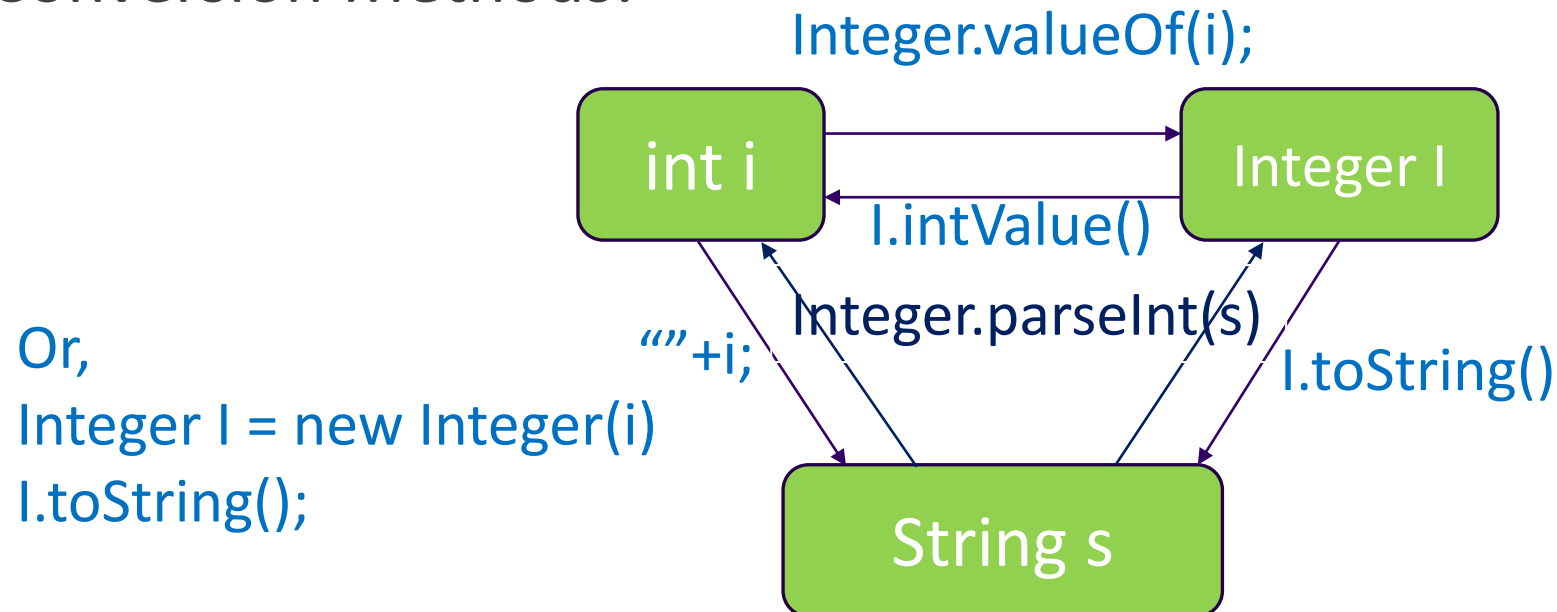 Integer.valueOf(i);
int i
Integer I
I.intValue()
Integer.parseInt(s)
“”+i;
I.toString()
Or,
Integer I = new Integer(i)
I.toString();
String s